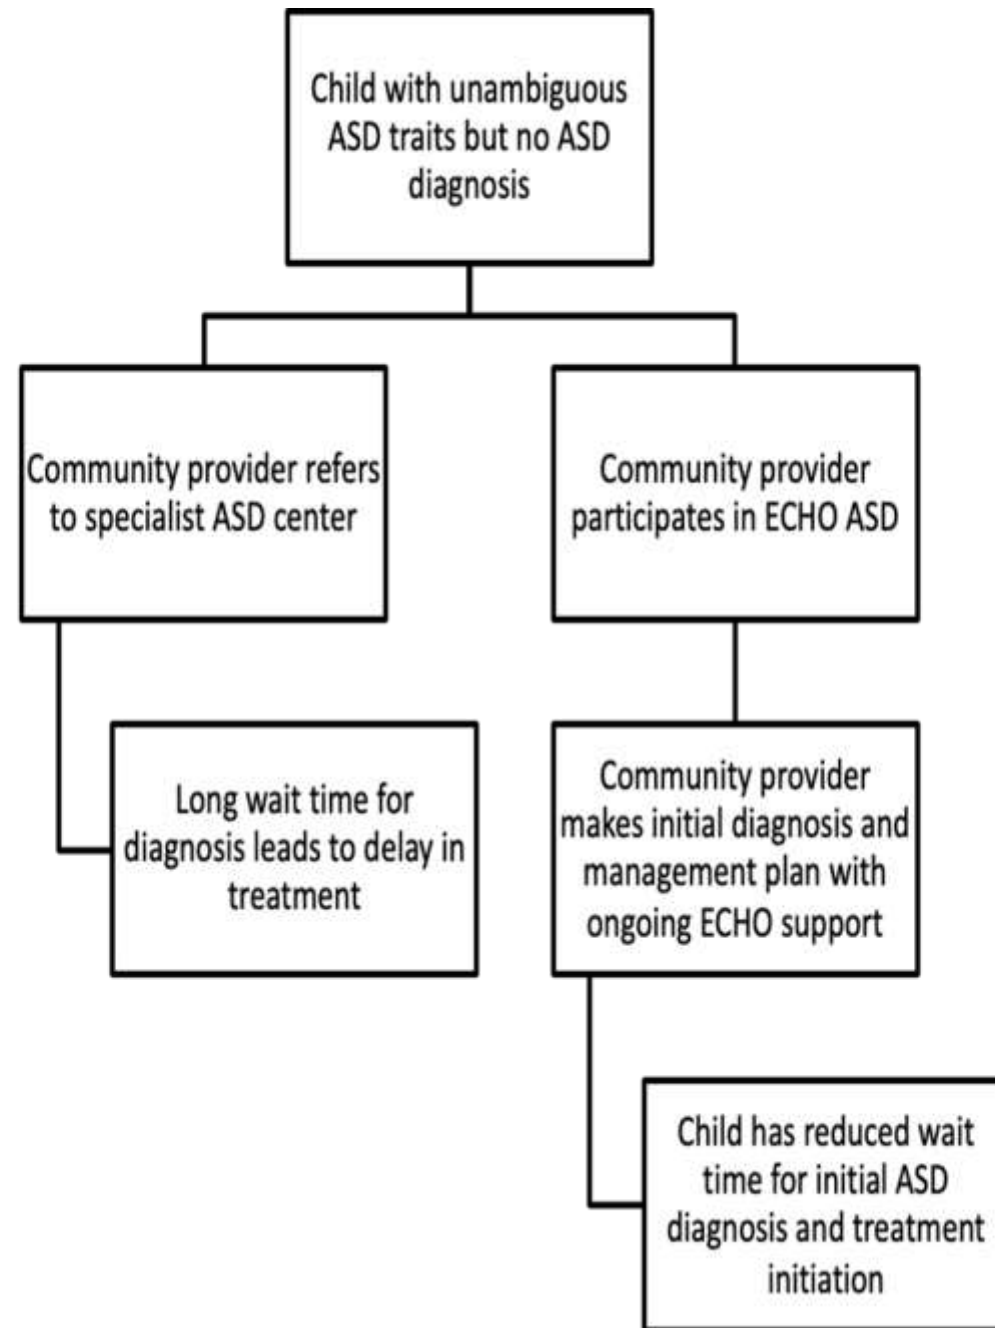 Child with unambiguous
ASD traits but no ASD
diagnosis
Community provider refers
to specialist ASD center
Community provider
participates in ECHO ASD
Long wait time for
diagnosis leads to delay in
treatment
Community provider
makes initial diagnosis and
management plan with
ongoing ECHO support
Child has reduced wait
time for initial ASD
diagnosis and treatment
initiation